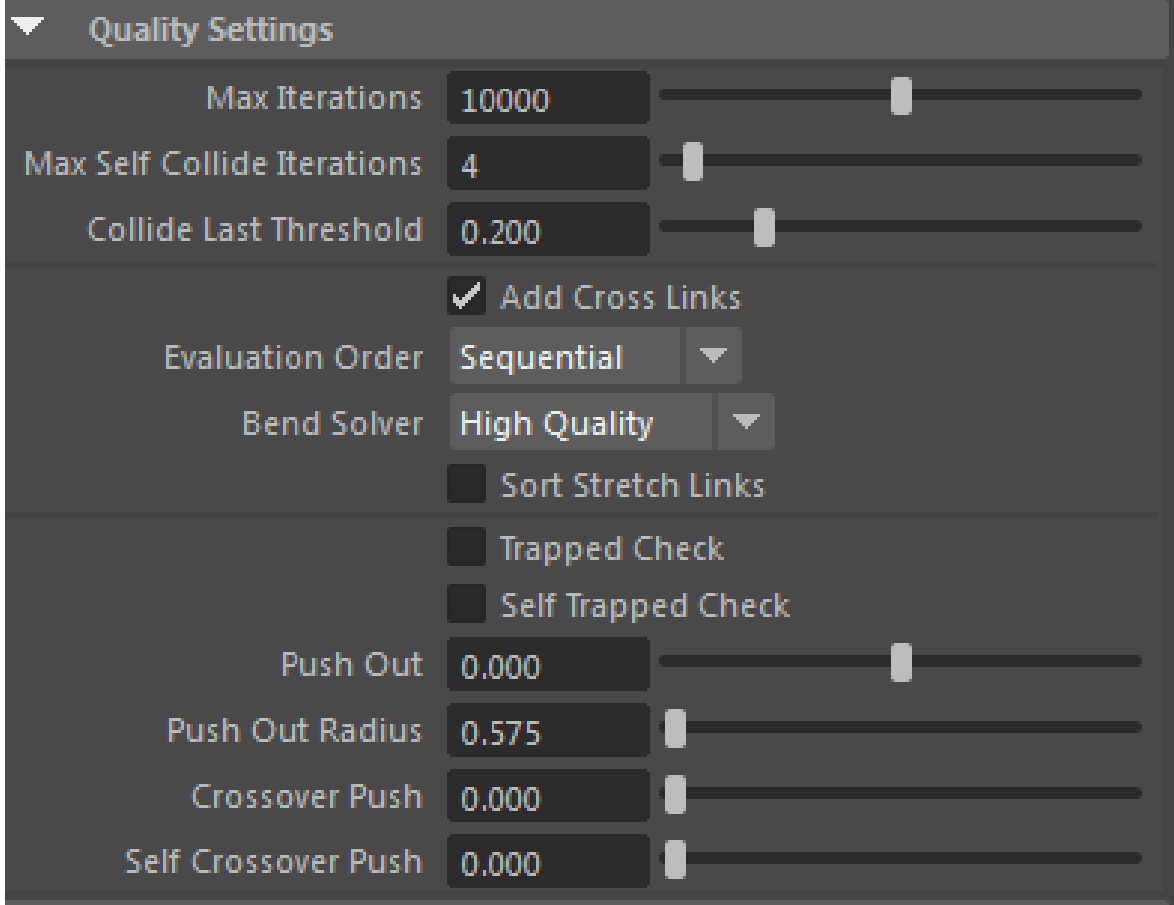 Quality Settings
Max Iterations 10000
Max Self Collide Iterations 4
Collide Last Threshold 0.200
Add Cross Links
Evaluation Order Sequential
Bend Solver High Quality
Sort Stretch Links
Trapped Check
Self Trapped Check
Push Out 0.000
Push Out Radius 0.575
Crossover Push 0.000
Self Crossover Push 0.000